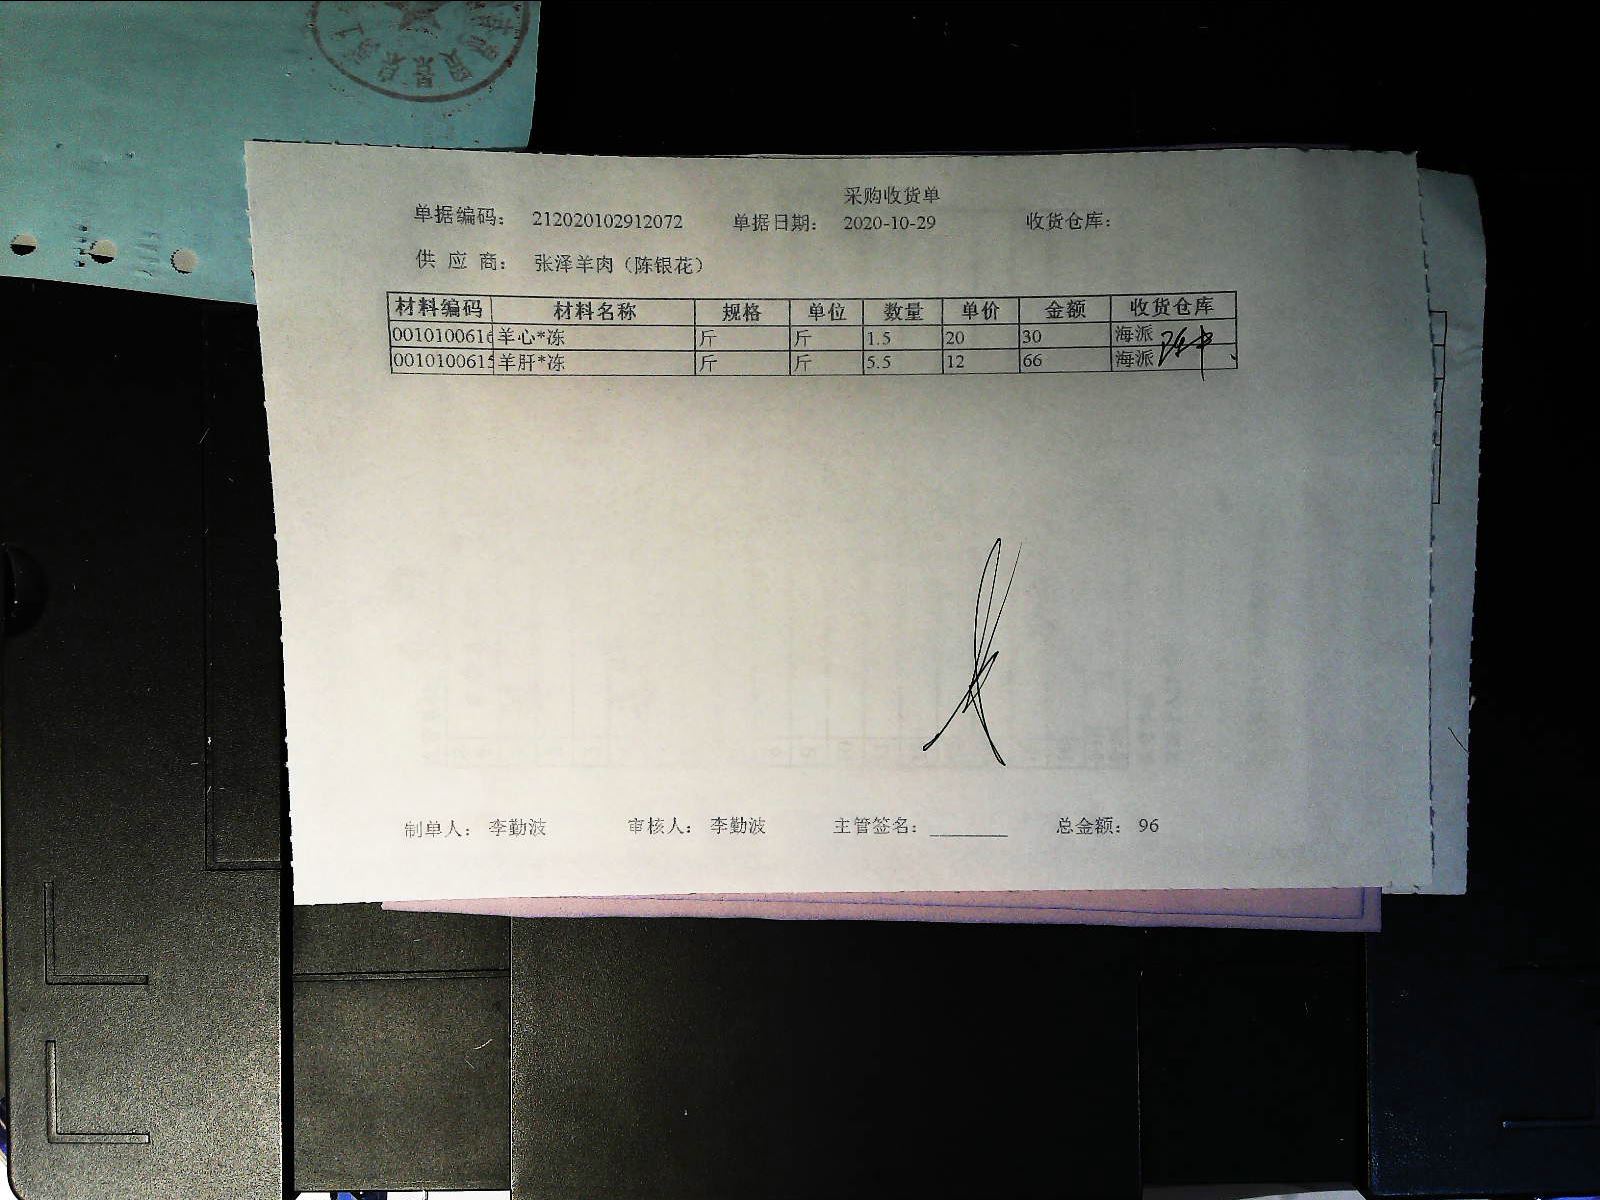 采购收货单
单据编码： 212020102912072 单据日期： 2020-10-29 收货仓库：
供 应 商： 张泽羊肉（陈银花）
材料编码 材料名称 规格 单位 数量 单价 金额 收货仓库
0010100616 羊心*冻 斤 斤 1.5 20 30 海派
0010100615 羊肝*冻 斤 斤 5.5 12 66 海派
制单人： 李勤波 审核人： 李勤波 主管签名： ________ 总金额： 96